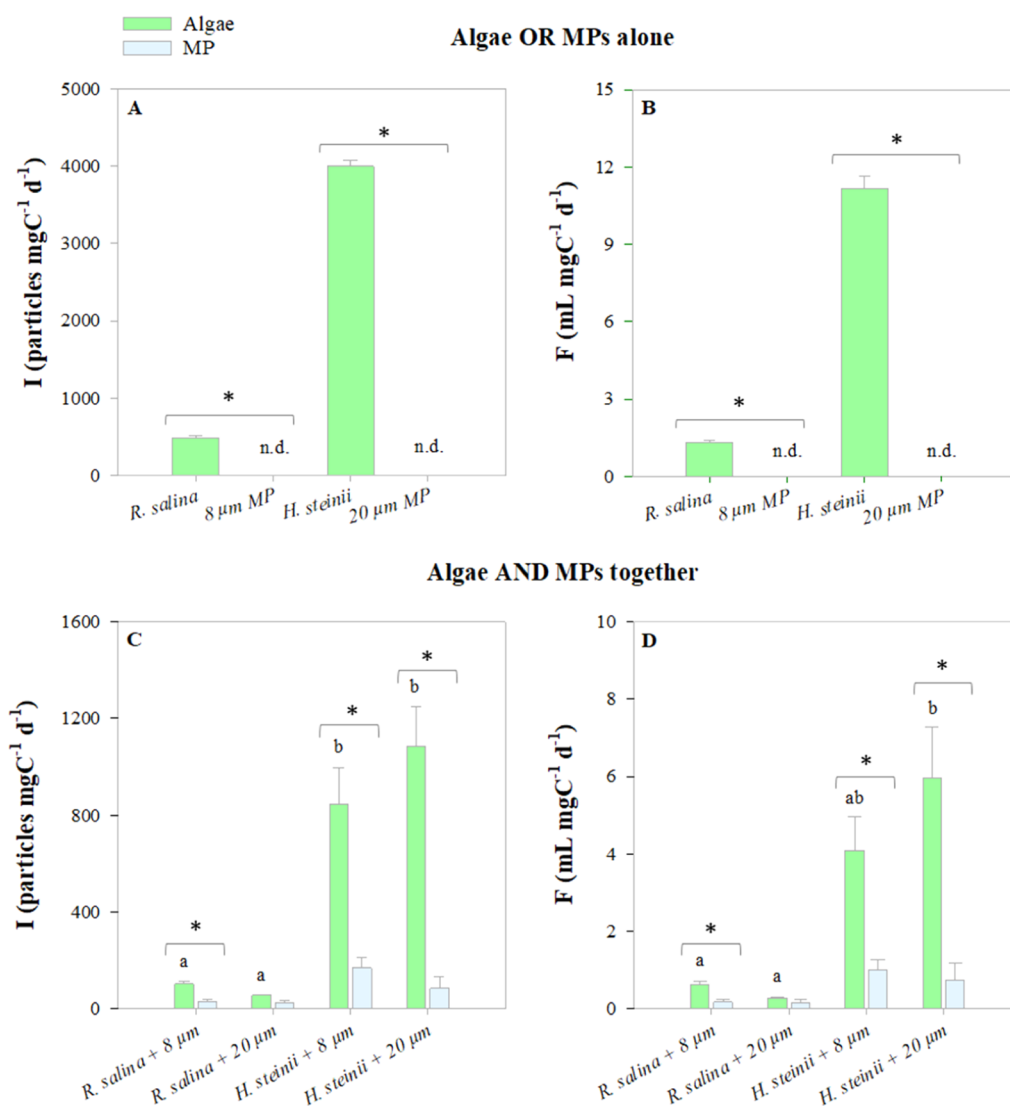 Algae
MP
Algae OR MPs alone
A
I (particles mgC⁻¹ d⁻¹)
5000
4000
3000
2000
1000
0
*
n.d.
*
n.d.
R. salina
8 μm MP
H. steinii
20 μm MP
B
F (mL mgC⁻¹ d⁻¹)
15
12
9
6
3
0
*
n.d.
*
n.d.
R. salina
8 μm MP
H. steinii
20 μm MP
Algae AND MPs together
C
I (particles mgC⁻¹ d⁻¹)
1600
1200
800
400
0
*
a
a
*
b
*
b
R. salina + 8 μm
R. salina + 20 μm
H. steinii + 8 μm
H. steinii + 20 μm
D
F (mL mgC⁻¹ d⁻¹)
10
8
6
4
2
0
*
a
a
*
ab
*
b
R. salina + 8 μm
R. salina + 20 μm
H. steinii + 8 μm
H. steinii + 20 μm